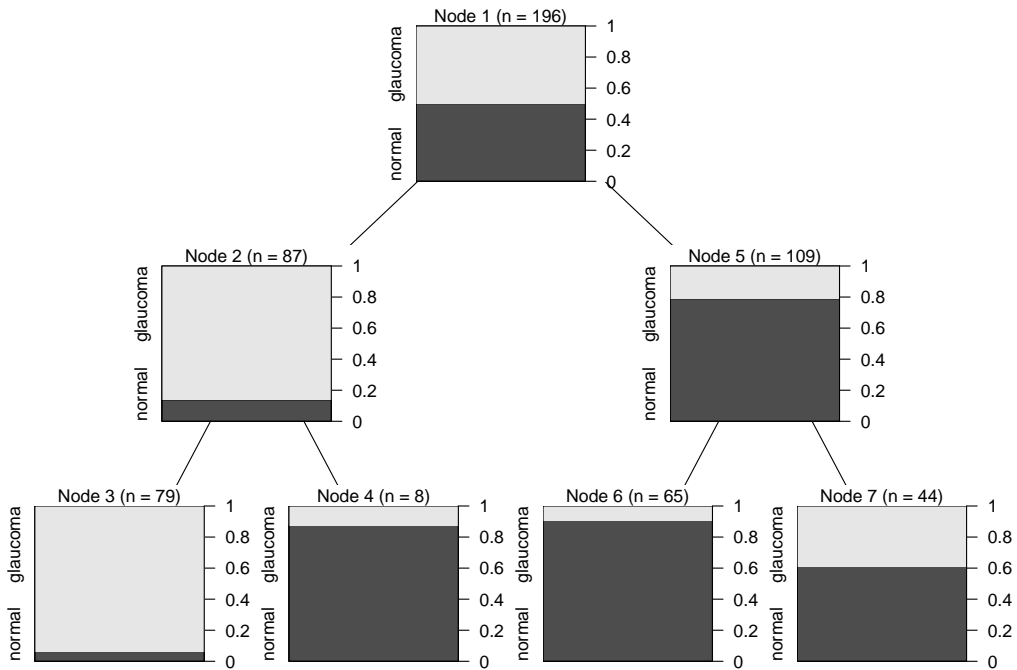 Node 1 (n = 196)
glaucoma
normal
1
0.8
0.6
0.4
0.2
0
Node 2 (n = 87)
glaucoma
normal
1
0.8
0.6
0.4
0.2
0
Node 5 (n = 109)
glaucoma
normal
1
0.8
0.6
0.4
0.2
0
Node 3 (n = 79)
glaucoma
normal
1
0.8
0.6
0.4
0.2
0
Node 4 (n = 8)
glaucoma
normal
1
0.8
0.6
0.4
0.2
0
Node 6 (n = 65)
glaucoma
normal
1
0.8
0.6
0.4
0.2
0
Node 7 (n = 44)
glaucoma
normal
1
0.8
0.6
0.4
0.2
0